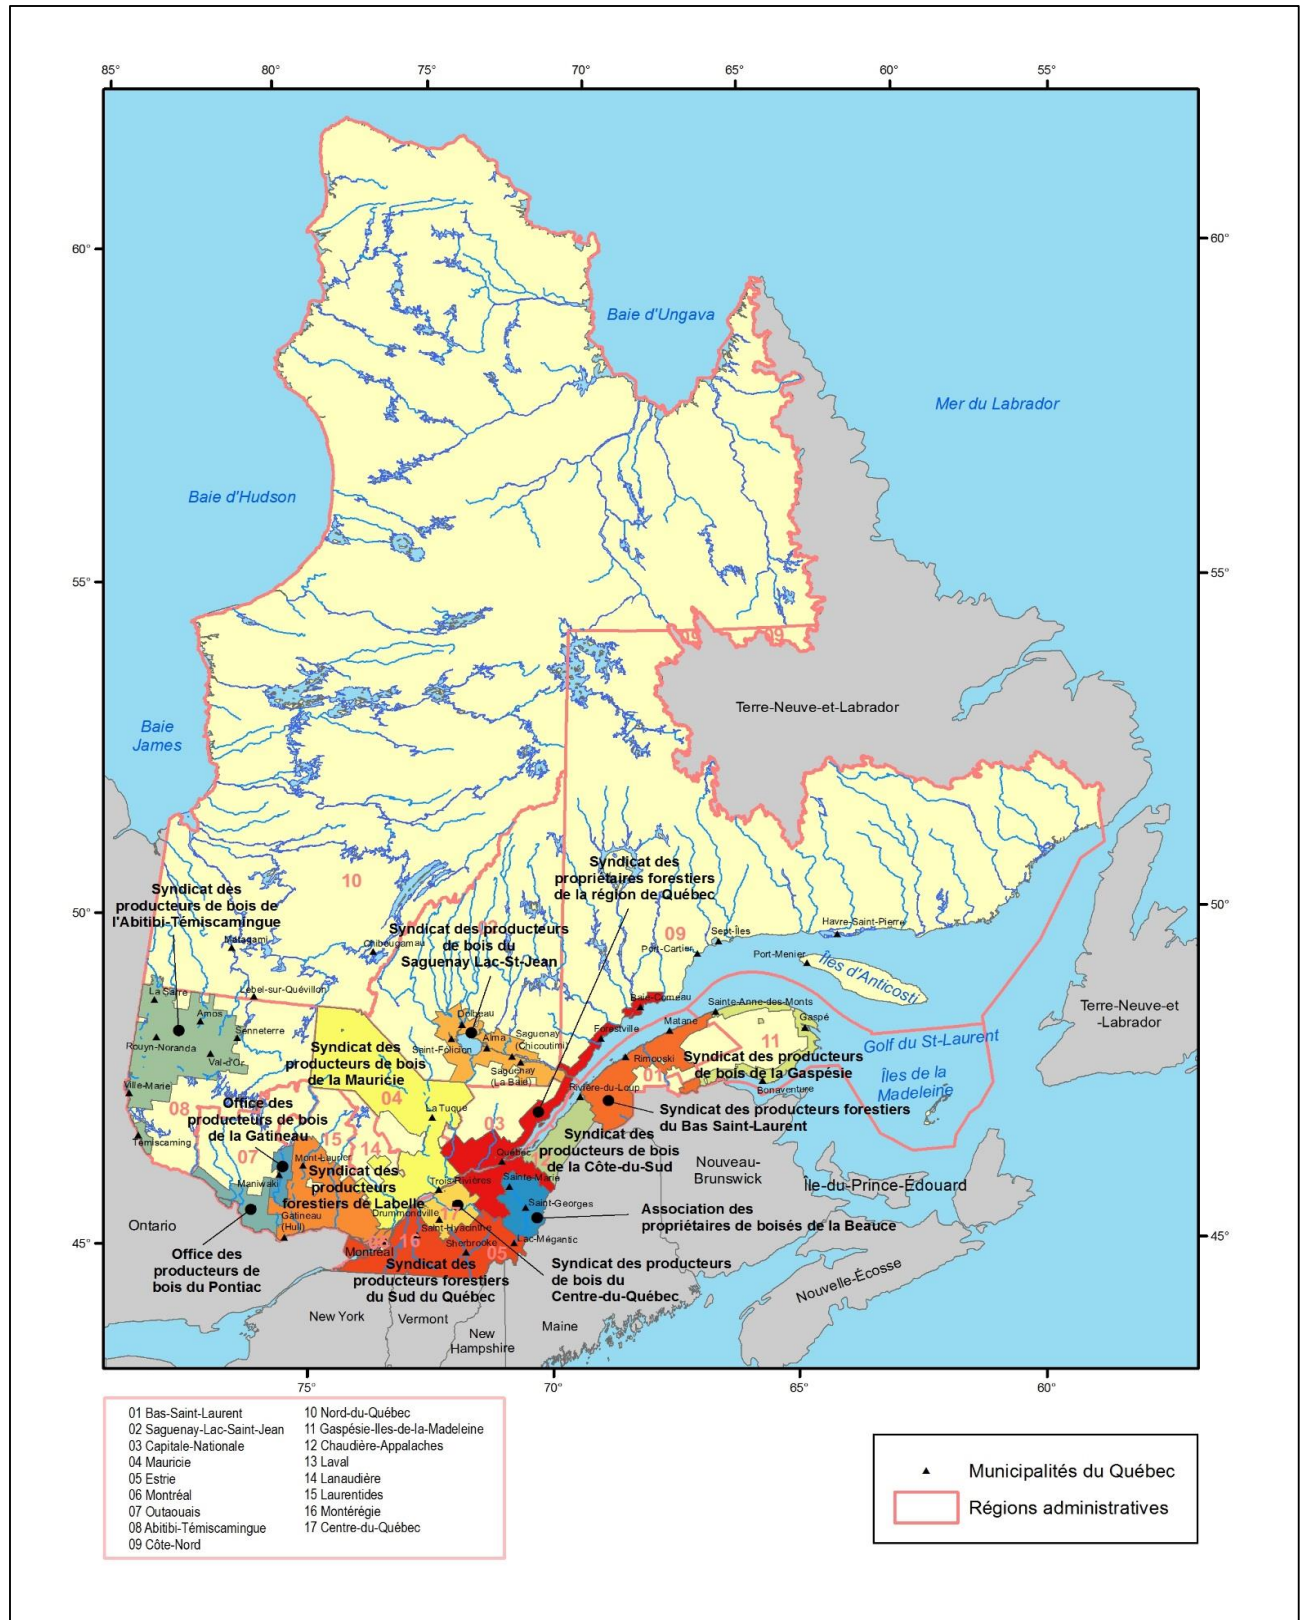 85°
80°
75°
70°
65°
60°
55°
60°
60°
Baie d'Ungava
Mer du Labrador
Baie d'Hudson
55°
55°
09
09
Terre-Neuve-et-Labrador
Baie
James
10
Syndicat des
propriétaires forestiers
de la région de Québec
Syndicat des
producteurs de bois de
l'Abitibi-Témiscamingue
50°
50°
Syndicat des producteurs
de bois du
Saguenay Lac-St-Jean
Matagami
Chibougamau
09
Sept-Îles
Port-Cartier
Havre-Saint-Pierre
Port-Menier
Îles d'Anticosti
La Sarre
Lebel-sur-Quévillon
Amos
Senneterre
Rouyn-Noranda
Val-d'Or
Ville-Marie
Témiscaming
08
Dolbeau
Alma
Saint-Félicien
Saguenay
(Chicoutimi)
Saguenay
(La Baie)
Baie-Comeau
Forestville
Sainte-Anne-des-Monts
Matane
Gaspé
Rimouski
11
01
Bonaventure
Rivière-du-Loup
Golf du St-Laurent
Îles de la
Madeleine
Terre-Neuve-et
-Labrador
Syndicat des
producteurs de bois
de la Mauricie
04
La Tuque
03
Syndicat des producteurs
de bois de la Gaspésie
Syndicat des producteurs forestiers
du Bas Saint-Laurent
Office des
producteurs de bois
de la Gatineau
15
14
07
Mont-Laurier
Maniwaki
Syndicat des
producteurs
forestiers de Labelle
Syndicat des
producteurs de bois
de la Côte-du-Sud
Québec
Trois-Rivières
Sainte-Marie
Saint-Georges
Nouveau-
Brunswick
Île-du-Prince-Édouard
Association des
propriétaires de boisés de la Beauce
Ontario
Gatineau
(Hull)
Drummondville
17
Saint-Hyacinthe
Sherbrooke
Lac-Mégantic
Montréal
16
05
45°
45°
Office des
producteurs de
bois du Pontiac
Syndicat des
producteurs forestiers
du Sud du Québec
Syndicat des producteurs
de bois du
Centre-du-Québec
Nouvelle-Écosse
New York
Vermont
New
Hampshire
Maine
75°
70°
65°
60°
01 Bas-Saint-Laurent
02 Saguenay-Lac-Saint-Jean
03 Capitale-Nationale
04 Mauricie
05 Estrie
06 Montréal
07 Outaouais
08 Abitibi-Témiscamingue
09 Côte-Nord
10 Nord-du-Québec
11 Gaspésie-Iles-de-la-Madeleine
12 Chaudière-Appalaches
13 Laval
14 Lanaudière
15 Laurentides
16 Montérégie
17 Centre-du-Québec
Municipalités du Québec
Régions administratives